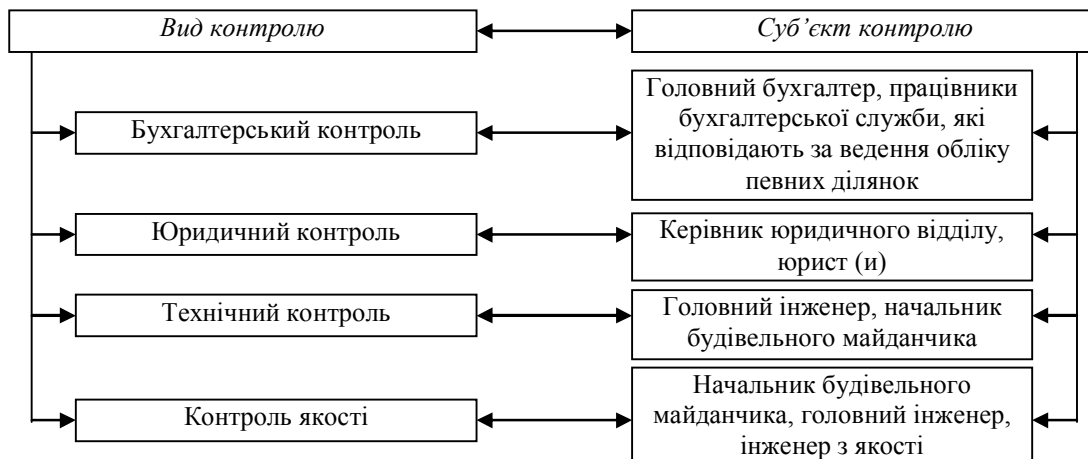 Вид контролю
Суб’єкт контролю
Бухгалтерський контроль
Головний бухгалтер, працівники
бухгалтерської служби, які
відповідають за ведення обліку
певних ділянок
Юридичний контроль
Керівник юридичного відділу,
юрист (и)
Технічний контроль
Головний інженер, начальник
будівельного майданчика
Контроль якості
Начальник будівельного
майданчика, головний інженер,
інженер з якості